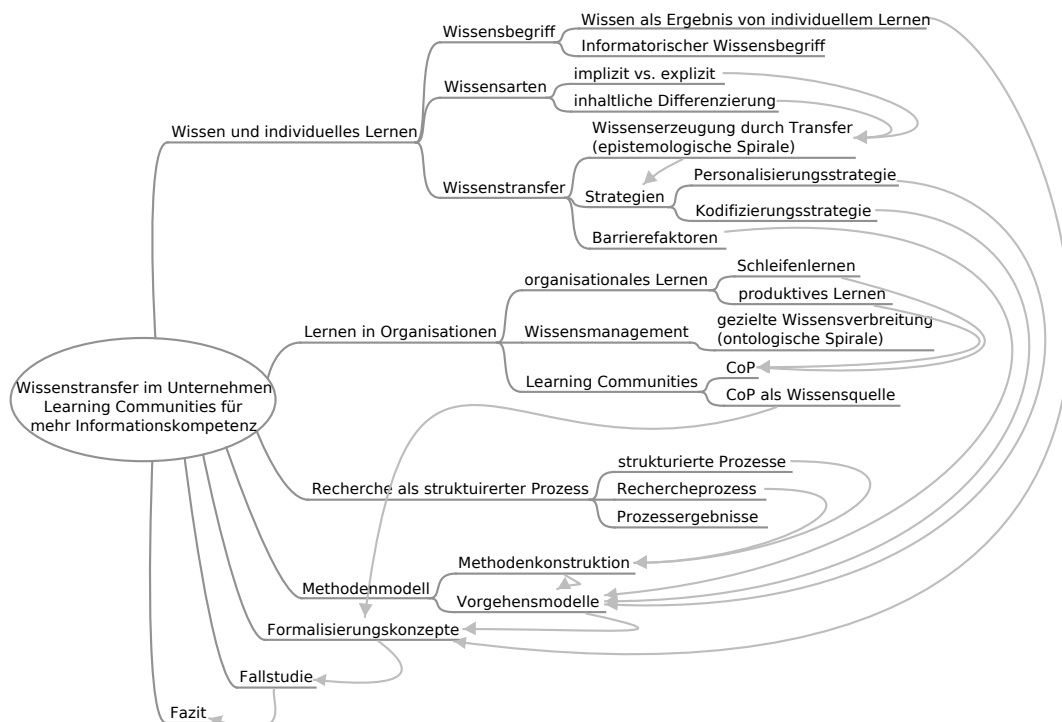 Wissenstransfer im Unternehmen
Learning Communities für
mehr Informationskompetenz
Wissen und individuelles Lernen
Wissensbegriff
Wissen als Ergebnis von individuellem Lernen
Informatorischer Wissensbegriff
Wissensarten
implizit vs. explizit
inhaltliche Differenzierung
Wissenstransfer
Wissenserzeugung durch Transfer
(epistemologische Spirale)
Strategien
Personalisierungsstrategie
Kodifizierungsstrategie
Barrierefaktoren
Lernen in Organisationen
organisationales Lernen
Schleifenlernen
produktives Lernen
Wissensmanagement
gezielte Wissensverbreitung
(ontologische Spirale)
Learning Communities
CoP
CoP als Wissensquelle
Recherche als struktuirerter Prozess
strukturierte Prozesse
Rechercheprozess
Prozessergebnisse
Methodenmodell
Methodenkonstruktion
Vorgehensmodelle
Formalisierungskonzepte
Fallstudie
Fazit